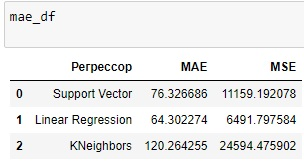 mae_df
Регрессор MAE MSE
0 Support Vector 76.326686 11159.192078
1 Linear Regression 64.302274 6491.797584
2 KNeighbors 120.264255 24594.475902